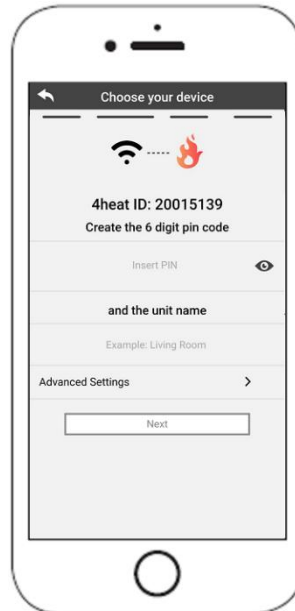 Choose your device
4heat ID: 20015139
Create the 6 digit pin code
Insert PIN
and the unit name
Example: Living Room
Advanced Settings
Next